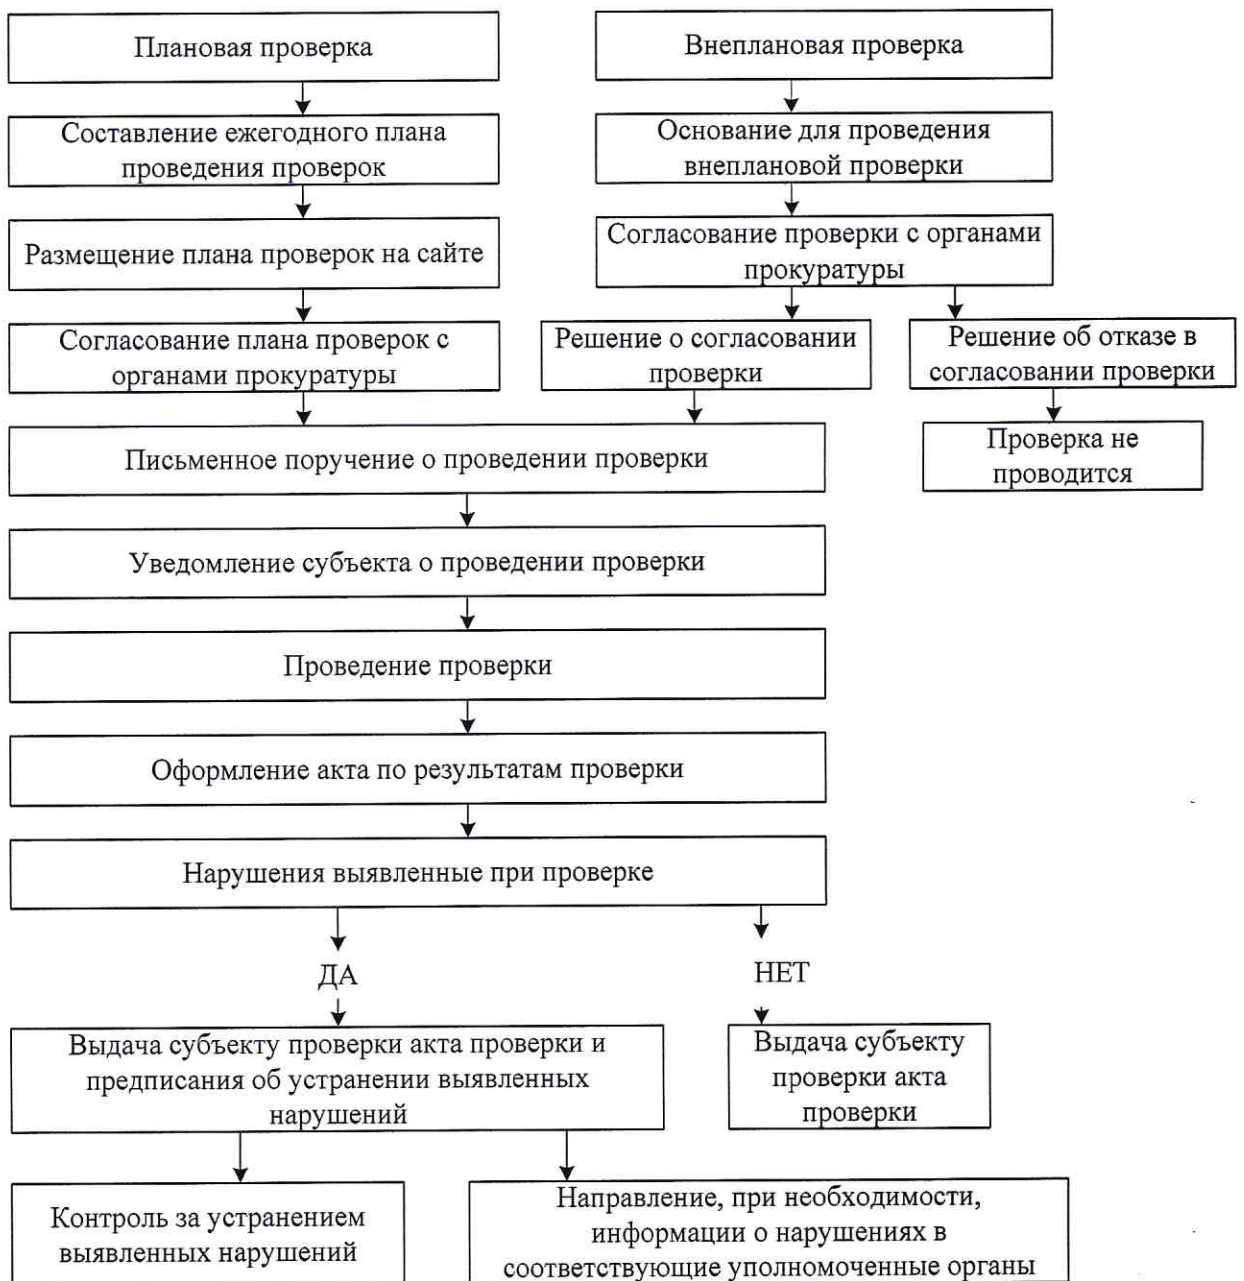 Плановая проверка
Внеплановая проверка
Составление ежегодного плана
проведения проверок
Основание для проведения
внеплановой проверки
Размещение плана проверок на сайте
Согласование проверки с органами
прокуратуры
Согласование плана проверок с
органами прокуратуры
Решение о согласовании
проверки
Решение об отказе в
согласовании проверки
Письменное поручение о проведении проверки
Проверка не
проводится
Уведомление субъекта о проведении проверки
Проведение проверки
Оформление акта по результатам проверки
Нарушения выявленные при проверке
ДА
НЕТ
Выдача субъекту проверки акта проверки и
предписания об устранении выявленных
нарушений
Выдача субъекту
проверки акта
проверки
Контроль за устранением
выявленных нарушений
Направление, при необходимости,
информации о нарушениях в
соответствующие уполномоченные органы